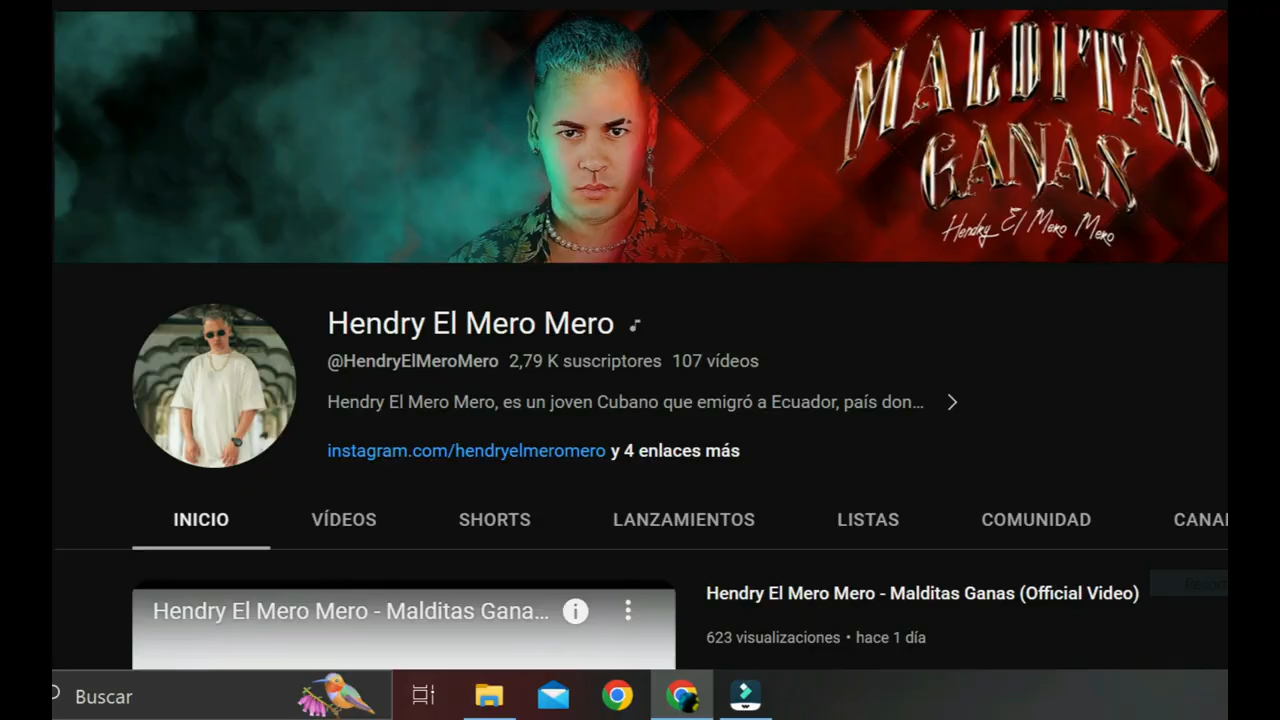 MALDITAS
GANAS
Hendry El Mero Mero
Hendry El Mero Mero
@HendryElMeroMero 2,79 K suscriptores 107 vídeos
Hendry El Mero Mero, es un joven Cubano que emigró a Ecuador, país don...
instagram.com/hendryelmeromero y 4 enlaces más
INICIO VÍDEOS SHORTS LANZAMIENTOS LISTAS COMUNIDAD CANAL
Hendry El Mero Mero - Malditas Gana...
Hendry El Mero Mero - Malditas Ganas (Official Video)
623 visualizaciones • hace 1 día
Buscar